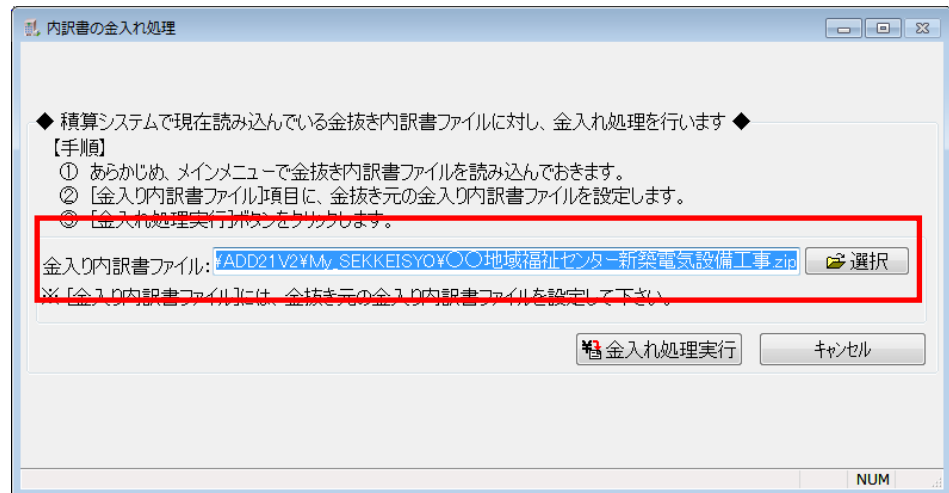 内訳書の金入れ処理
◆ 積算システムで現在読み込んでいる金抜き内訳書ファイルに対し、金入れ処理を行います ◆
【手順】
① あらかじめ、メインメニューで金抜き内訳書ファイルを読み込んでおきます。
② [金入り内訳書ファイル]項目に、金抜き元の金入り内訳書ファイルを設定します。
③ [金入れ処理実行]ボタンをクリックします。
金入り内訳書ファイル: ¥ADD21V2¥My_SEKKEISYO¥〇〇地域福祉センター新築電気設備工事.zip 選択
※ [金入り内訳書ファイル]には、金抜き元の金入り内訳書ファイルを設定して下さい。
金入れ処理実行 キャンセル
NUM